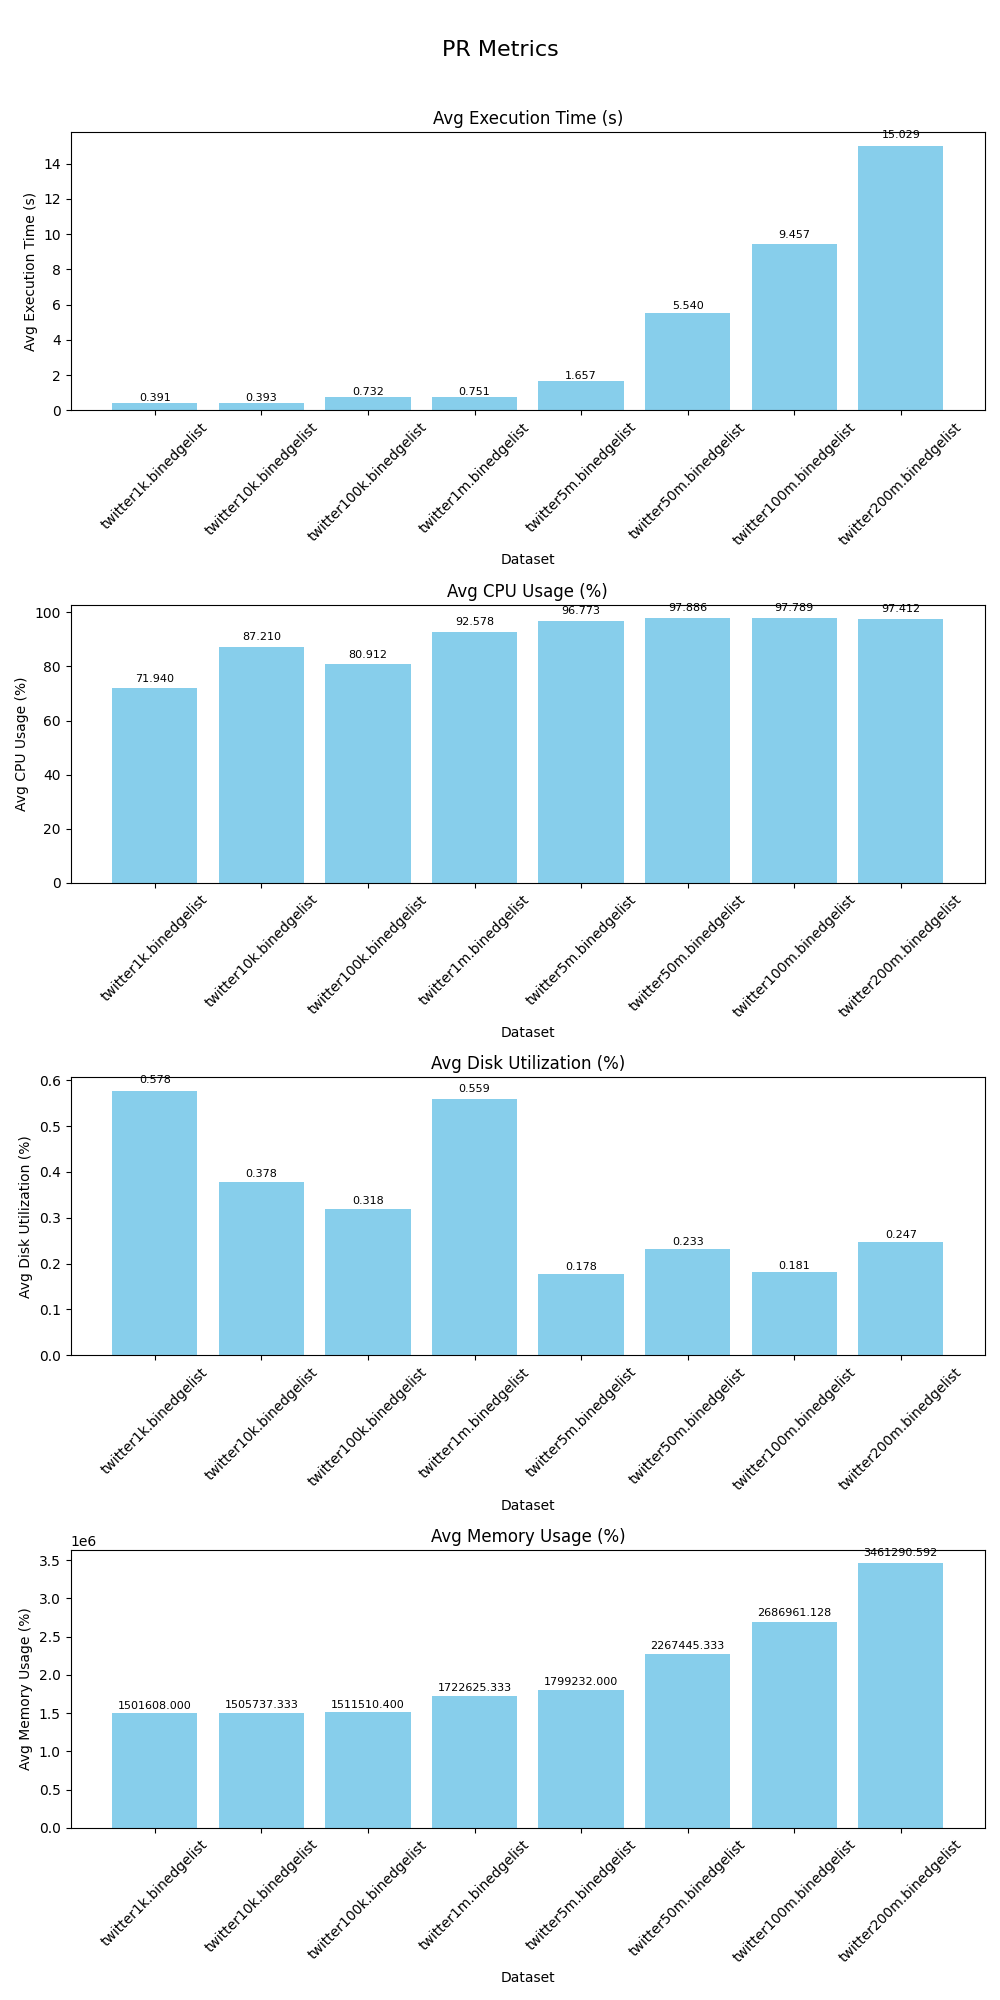 PR Metrics
Avg Execution Time (s)
Avg Execution Time (s)
14
12
10
8
6
4
2
0
0.391
0.393
0.732
0.751
1.657
5.540
9.457
15.029
twitter1k.binedgelist
twitter10k.binedgelist
twitter100k.binedgelist
twitter1m.binedgelist
twitter5m.binedgelist
twitter50m.binedgelist
twitter100m.binedgelist
twitter200m.binedgelist
Dataset
Avg CPU Usage (%)
Avg CPU Usage (%)
100
80
60
40
20
0
71.940
87.210
80.912
92.578
96.773
97.886
97.789
97.412
twitter1k.binedgelist
twitter10k.binedgelist
twitter100k.binedgelist
twitter1m.binedgelist
twitter5m.binedgelist
twitter50m.binedgelist
twitter100m.binedgelist
twitter200m.binedgelist
Dataset
Avg Disk Utilization (%)
Avg Disk Utilization (%)
0.6
0.5
0.4
0.3
0.2
0.1
0.0
0.578
0.378
0.318
0.559
0.178
0.233
0.181
0.247
twitter1k.binedgelist
twitter10k.binedgelist
twitter100k.binedgelist
twitter1m.binedgelist
twitter5m.binedgelist
twitter50m.binedgelist
twitter100m.binedgelist
twitter200m.binedgelist
Dataset
Avg Memory Usage (%)
1e6
Avg Memory Usage (%)
3.5
3.0
2.5
2.0
1.5
1.0
0.5
0.0
1501608.000
1505737.333
1511510.400
1722625.333
1799232.000
2267445.333
2686961.128
3461290.592
twitter1k.binedgelist
twitter10k.binedgelist
twitter100k.binedgelist
twitter1m.binedgelist
twitter5m.binedgelist
twitter50m.binedgelist
twitter100m.binedgelist
twitter200m.binedgelist
Dataset